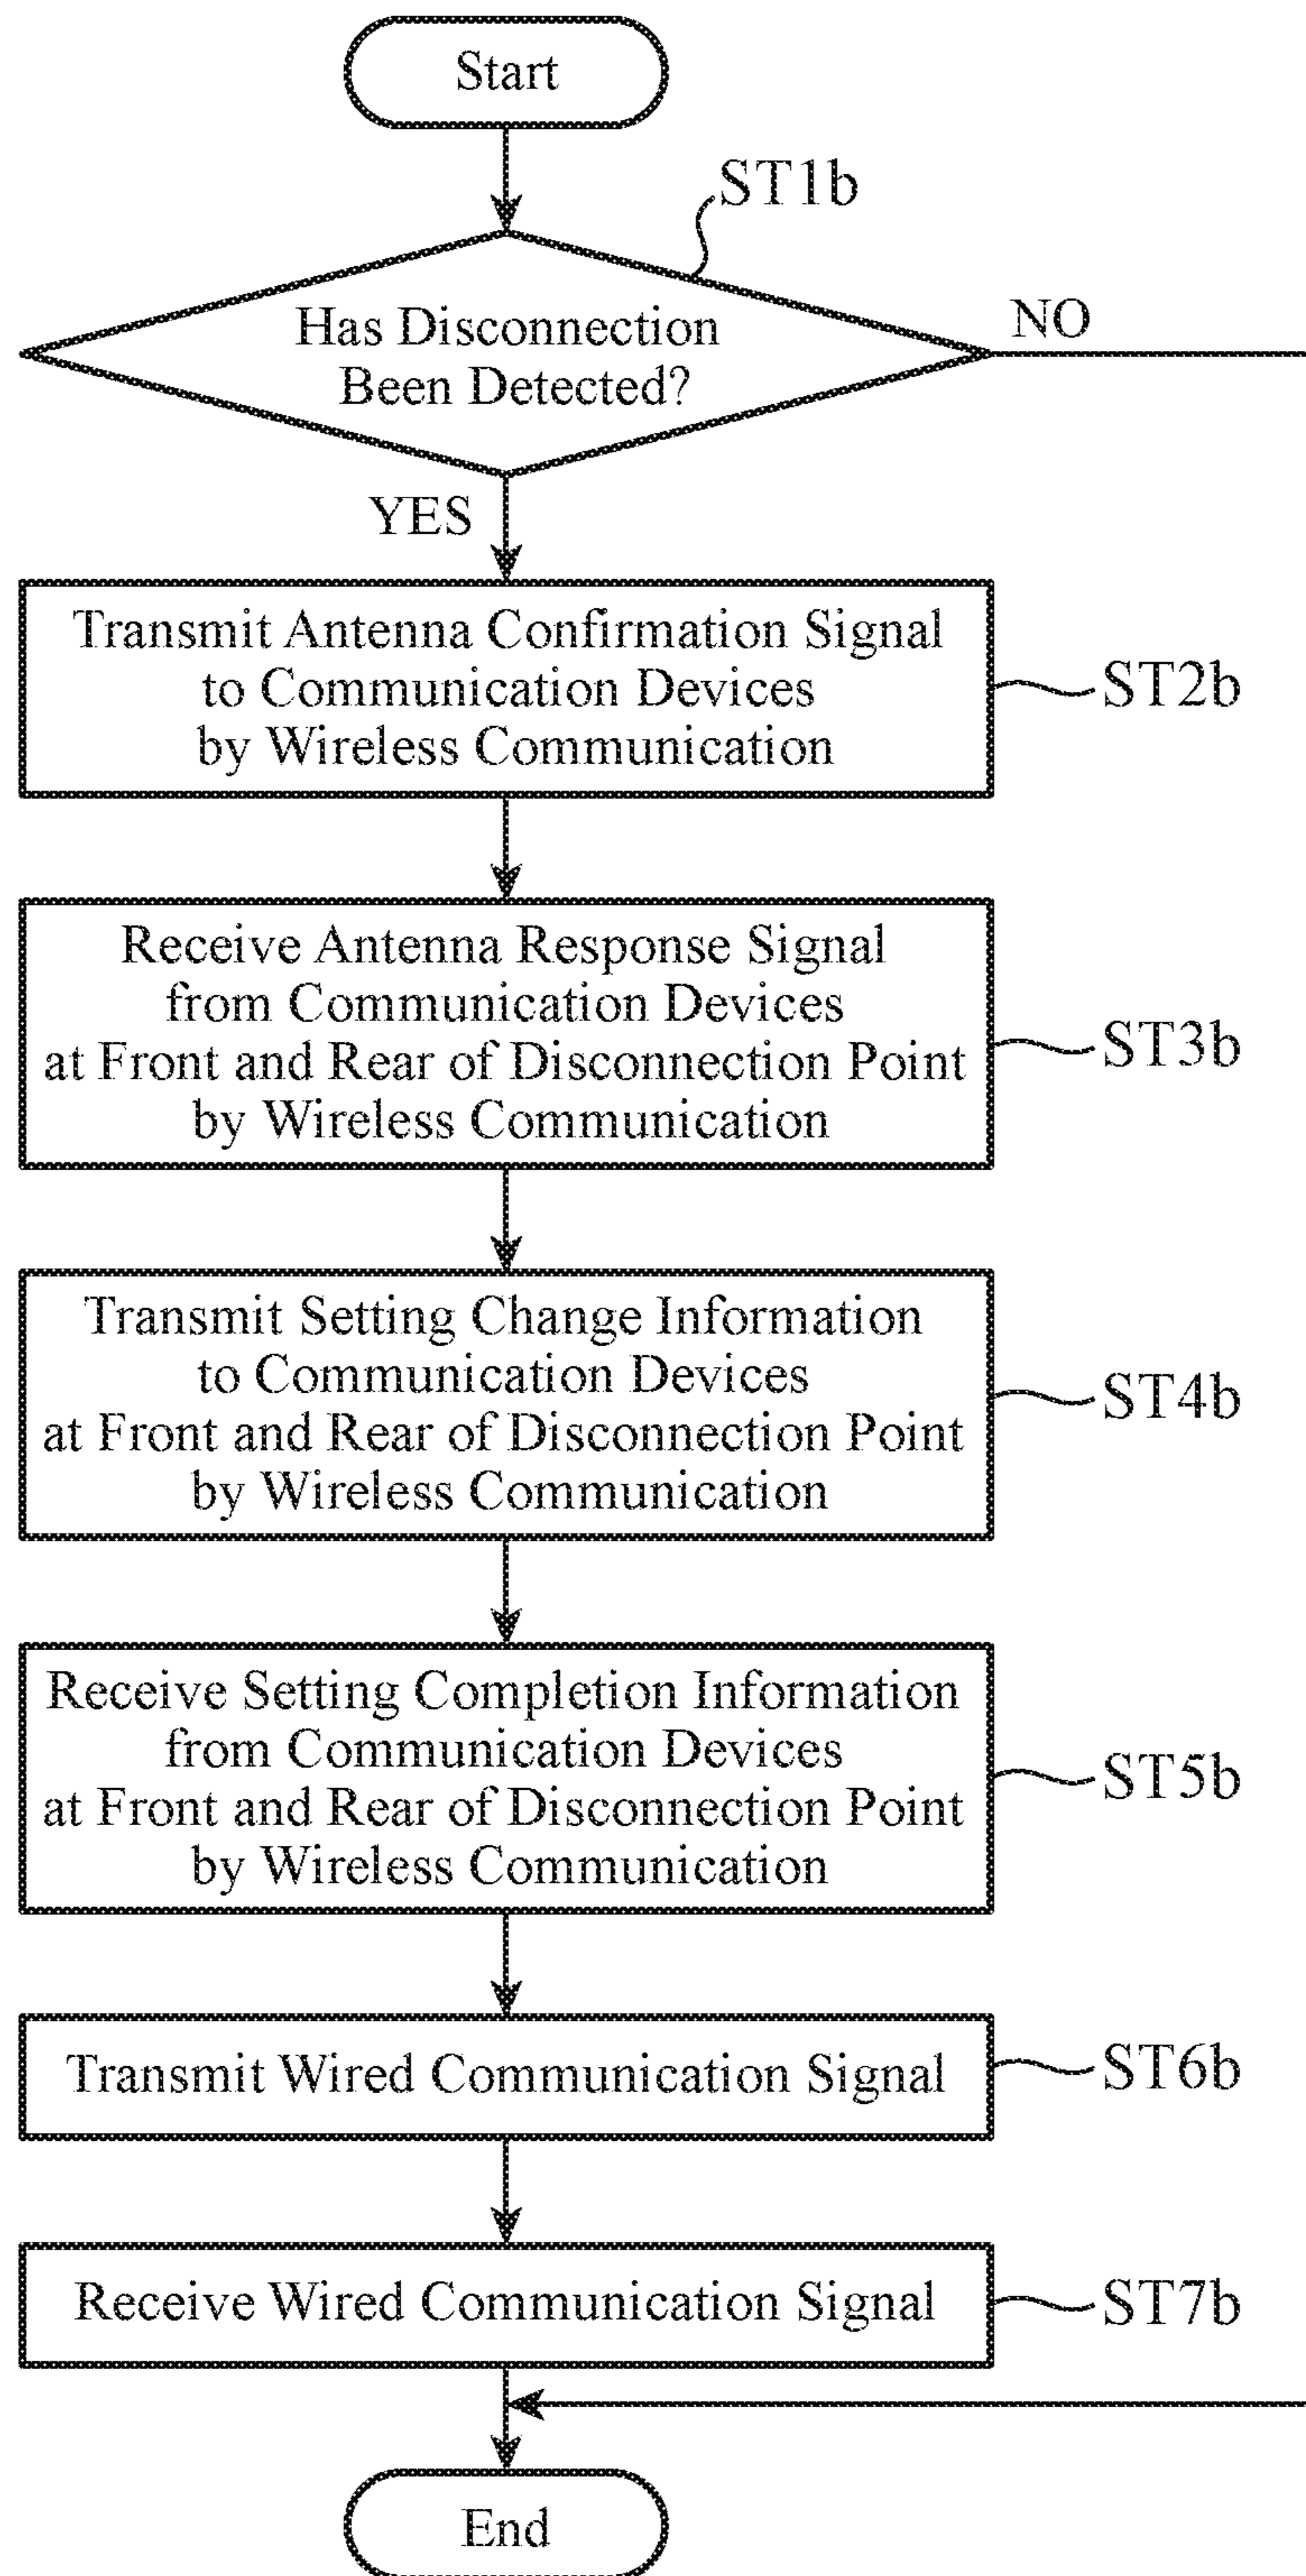 Start
ST1b
Has Disconnection
Been Detected?
NO
YES
Transmit Antenna Confirmation Signal
to Communication Devices
by Wireless Communication
ST2b
Receive Antenna Response Signal
from Communication Devices
at Front and Rear of Disconnection Point
by Wireless Communication
ST3b
Transmit Setting Change Information
to Communication Devices
at Front and Rear of Disconnection Point
by Wireless Communication
ST4b
Receive Setting Completion Information
from Communication Devices
at Front and Rear of Disconnection Point
by Wireless Communication
ST5b
Transmit Wired Communication Signal
ST6b
Receive Wired Communication Signal
ST7b
End